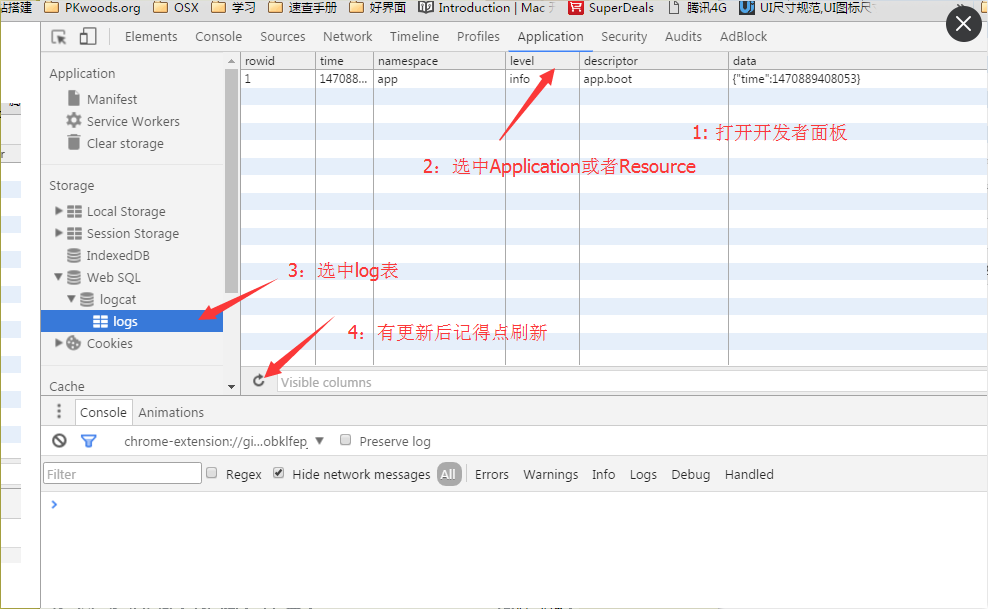 站搭建 PKwoods.org OSX 学习 速查手册 好界面 Introduction | Mac SuperDeals 腾讯4G UI尺寸规范,UI图标尺
Elements Console Sources Network Timeline Profiles Application Security Audits AdBlock
Application
Manifest
Service Workers
Clear storage
Storage
Local Storage
Session Storage
IndexedDB
Web SQL
logcat
logs
Cookies
Cache
rowid time namespace level descriptor data
1 147088... app info app.boot {"time":1470889408053}
1: 打开开发者面板
2：选中Application或者Resource
3：选中log表
4：有更新后记得点刷新
Visible columns
Console Animations
chrome-extension://gi...obklfep Preserve log
Filter Regex Hide network messages All Errors Warnings Info Logs Debug Handled